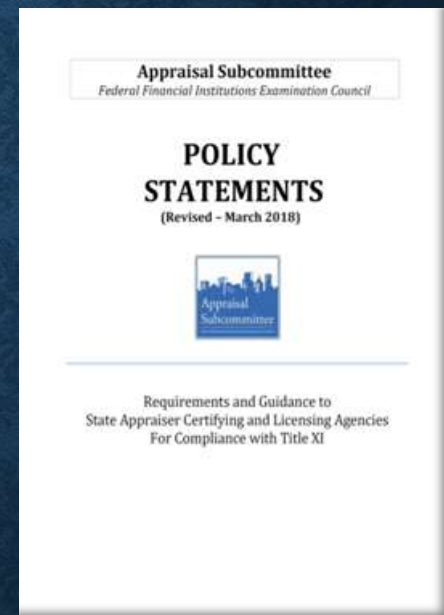 Appraisal Subcommittee
Federal Financial Institutions Examination Council
POLICY
STATEMENTS
(Revised – March 2018)
Appraisal
Subcommittee
Requirements and Guidance to
State Appraiser Certifying and Licensing Agencies
For Compliance with Title XI